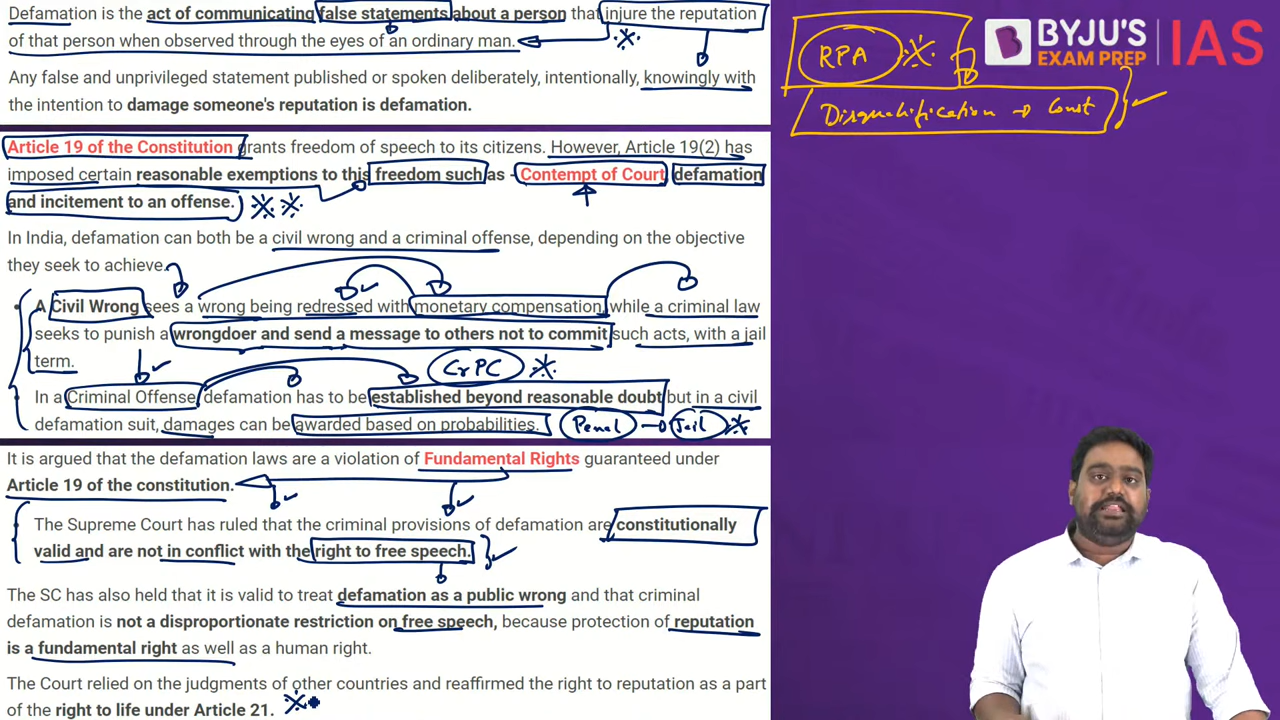 Defamation is the act of communicating false statements about a person that injure the reputation
of that person when observed through the eyes of an ordinary man.
Any false and unprivileged statement published or spoken deliberately, intentionally, knowingly with
the intention to damage someone's reputation is defamation.
Article 19 of the Constitution grants freedom of speech to its citizens. However, Article 19(2) has
imposed certain reasonable exemptions to this freedom such as - Contempt of Court, defamation
and incitement to an offense.
In India, defamation can both be a civil wrong and a criminal offense, depending on the objective
they seek to achieve.
• A Civil Wrong sees a wrong being redressed with monetary compensation, while a criminal law
seeks to punish a wrongdoer and send a message to others not to commit such acts, with a jail
term.
CrPC
In a Criminal Offense, defamation has to be established beyond reasonable doubt but in a civil
defamation suit, damages can be awarded based on probabilities.
Penal → Jail
It is argued that the defamation laws are a violation of Fundamental Rights guaranteed under
Article 19 of the constitution.
The Supreme Court has ruled that the criminal provisions of defamation are constitutionally
valid and are not in conflict with the right to free speech.
The SC has also held that it is valid to treat defamation as a public wrong and that criminal
defamation is not a disproportionate restriction on free speech, because protection of reputation
is a fundamental right as well as a human right.
The Court relied on the judgments of other countries and reaffirmed the right to reputation as a part
of the right to life under Article 21.
RPA
Disqualification → Const
BYJU'S IAS
EXAM PREP